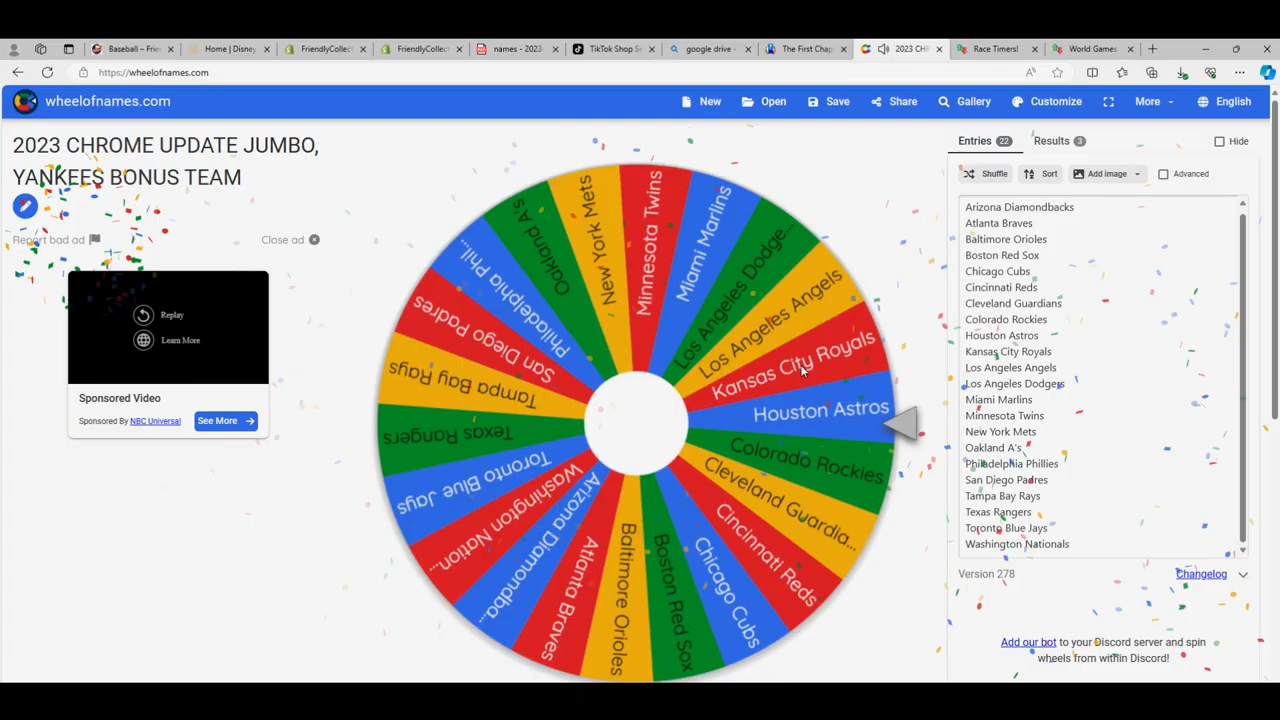 Baseball – Frie
Home | Disney
FriendlyCollect
FriendlyCollect
names - 2023-
TikTok Shop Se
google drive -
The First Chap
2023 CHR
Race Timers!
World Games
https://wheelofnames.com
wheelofnames.com
New
Open
Save
Share
Gallery
Customize
More
English
2023 CHROME UPDATE JUMBO,
YANKEES BONUS TEAM
Report bad ad
Close ad
Replay
Learn More
Sponsored Video
Sponsored By NBC Universal
See More
Minnesota Twins
Miami Marlins
Los Angeles Dodge...
Los Angeles Angels
Kansas City Royals
Houston Astros
Colorado Rockies
Cleveland Guardia...
Cincinnati Reds
Chicago Cubs
Boston Red Sox
Baltimore Orioles
Atlanta Braves
Arizona Diamondba...
Washington Nation...
Toronto Blue Jays
Texas Rangers
Tampa Bay Rays
San Diego Padres
Philadelphia Phil...
Oakland A's
New York Mets
Entries 22
Results 3
Hide
Shuffle
Sort
Add image
Advanced
Arizona Diamondbacks
Atlanta Braves
Baltimore Orioles
Boston Red Sox
Chicago Cubs
Cincinnati Reds
Cleveland Guardians
Colorado Rockies
Houston Astros
Kansas City Royals
Los Angeles Angels
Los Angeles Dodgers
Miami Marlins
Minnesota Twins
New York Mets
Oakland A's
Philadelphia Phillies
San Diego Padres
Tampa Bay Rays
Texas Rangers
Toronto Blue Jays
Washington Nationals
Version 278
Changelog
Add our bot to your Discord server and spin
wheels from within Discord!